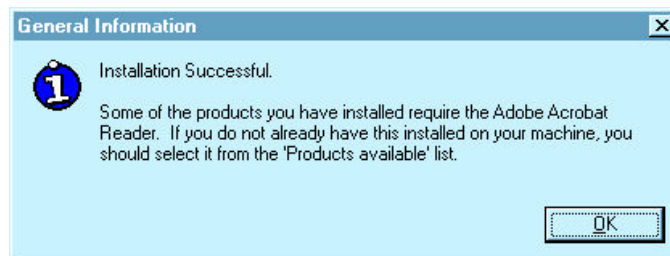 General Information
Installation Successful.
Some of the products you have installed require the Adobe Acrobat
Reader. If you do not already have this installed on your machine, you
should select it from the 'Products available' list.
OK